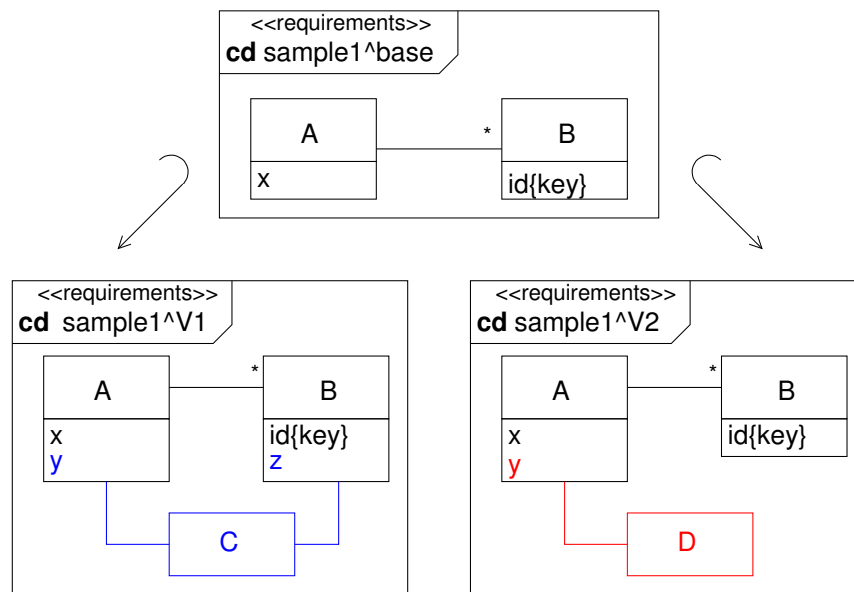 <<requirements>>
cd sample1^base
A
*
B
x
id{key}
<<requirements>>
cd sample1^V1
A
*
B
x
id{key}
y
z
C
<<requirements>>
cd sample1^V2
A
*
B
x
id{key}
y
D